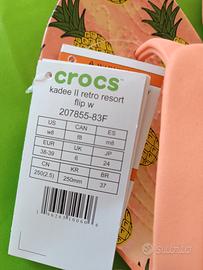 crocs
kadee II retro resort
flip w
207855-83F
US CAN ES
w8 f8 m8
EUR UK JP
38-39 6 24
CN KR BR
250(2.5) 250mm 37
Subito.it